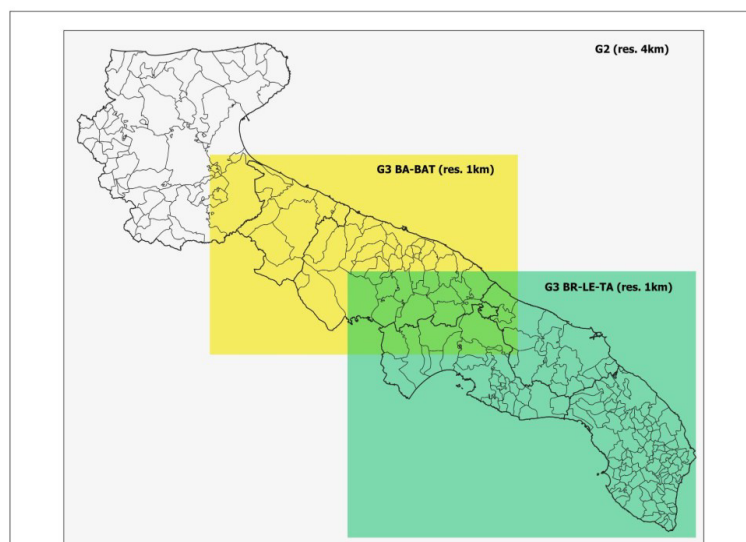 G2 (res. 4km)
G3 BA-BAT (res. 1km)
G3 BR-LE-TA (res. 1km)